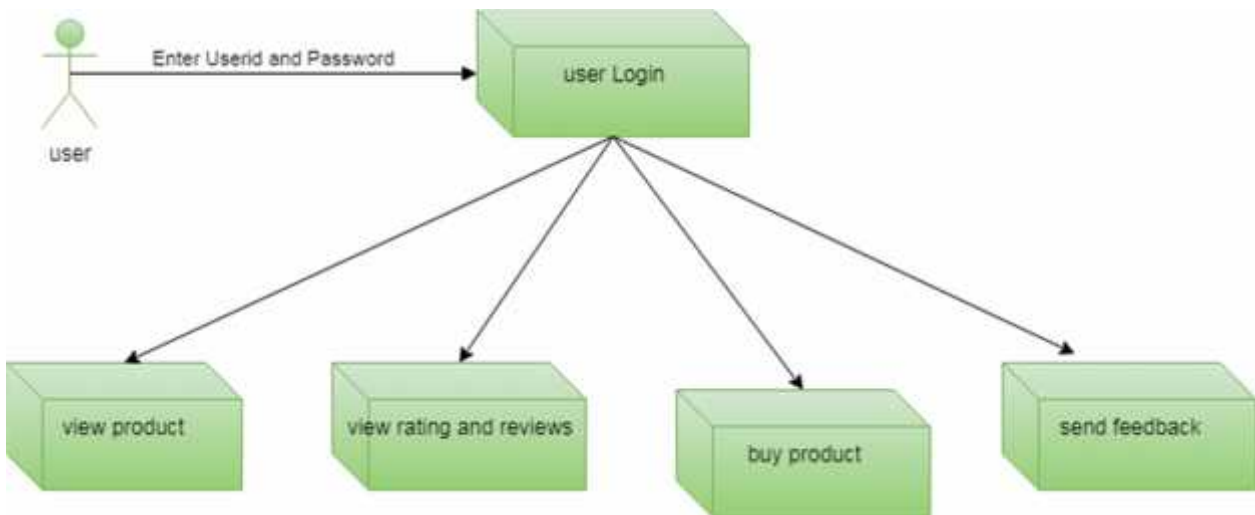 Enter Userid and Password
user Login
user
view product
view rating and reviews
buy product
send feedback